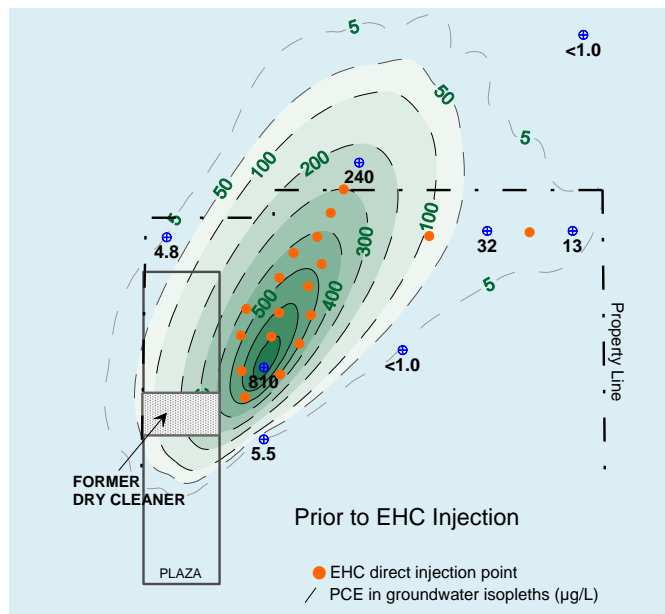 5
<1.0
50
5
200
100
240
50
5
100
4.8
300
32
13
5
400
500
Property Line
<1.0
810
5.5
FORMER
DRY CLEANER
Prior to EHC Injection
EHC direct injection point
PLAZA
PCE in groundwater isopleths (µg/L)